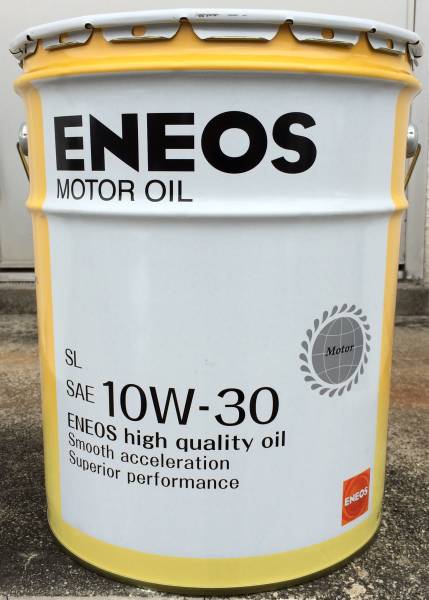 ENEOS
MOTOR OIL
Motor
SL
SAE 10W-30
ENEOS high quality oil
Smooth acceleration
Superior performance
ENEOS